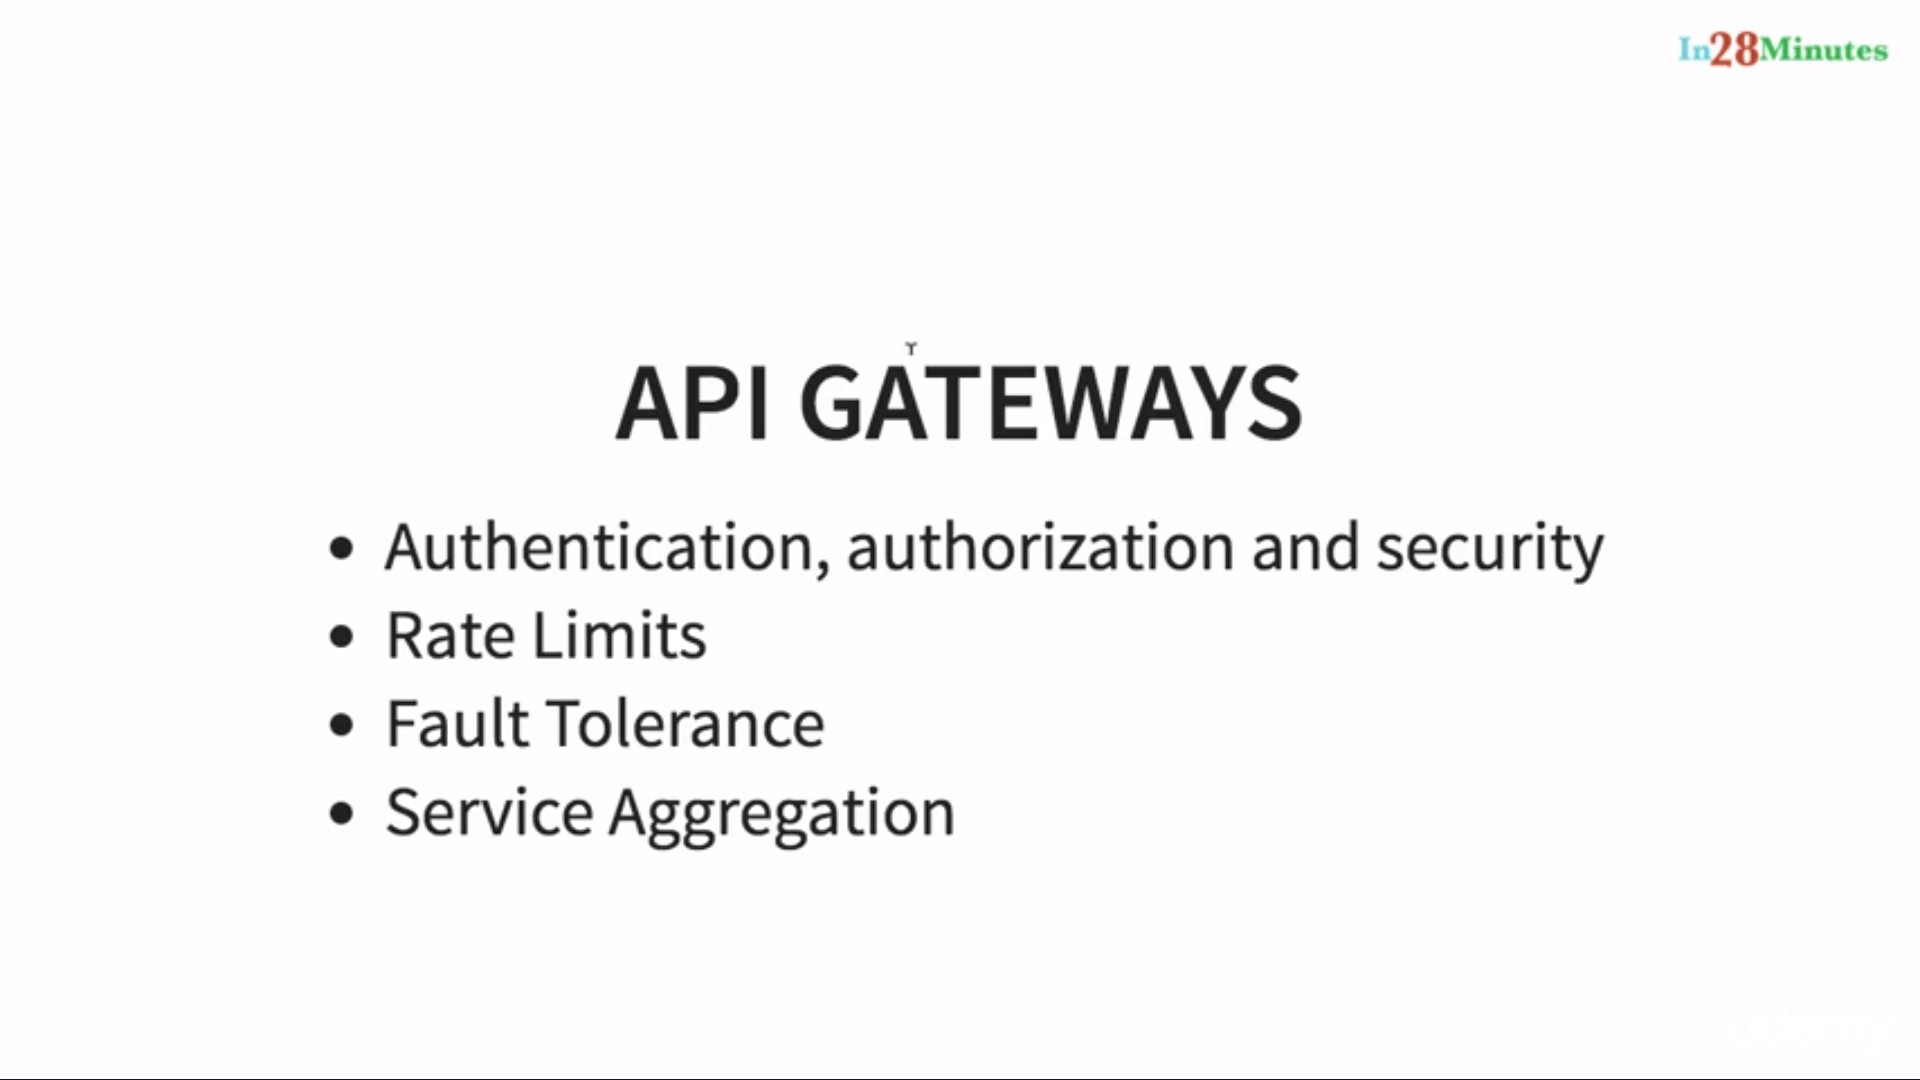 In28Minutes
API GATEWAYS
• Authentication, authorization and security
• Rate Limits
• Fault Tolerance
• Service Aggregation